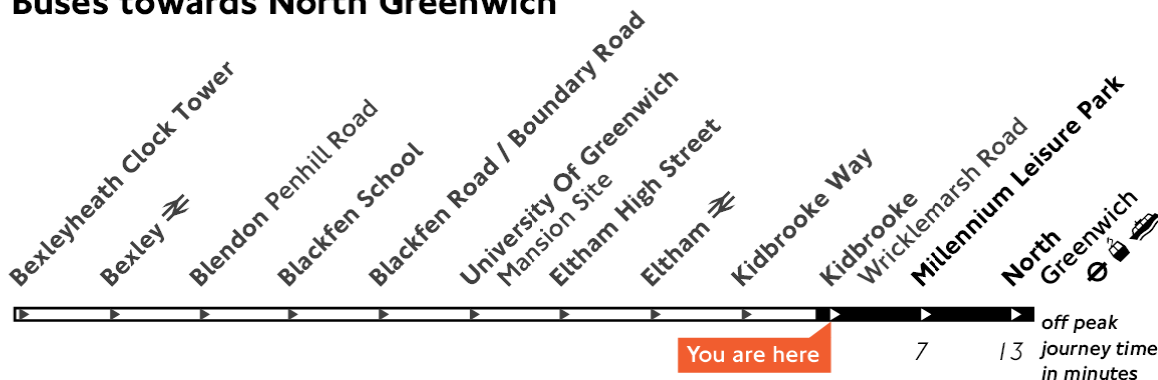 Buses towards North Greenwich
Bexleyheath Clock Tower
Bexley
Blendon Penhill Road
Blackfen School
Blackfen Road / Boundary Road
University Of Greenwich
Mansion Site
Eltham High Street
Eltham
Kidbrooke Way
Kidbrooke
Wricklemarsh Road
Millennium Leisure Park
North
Greenwich
You are here
7
13
off peak
journey time
in minutes